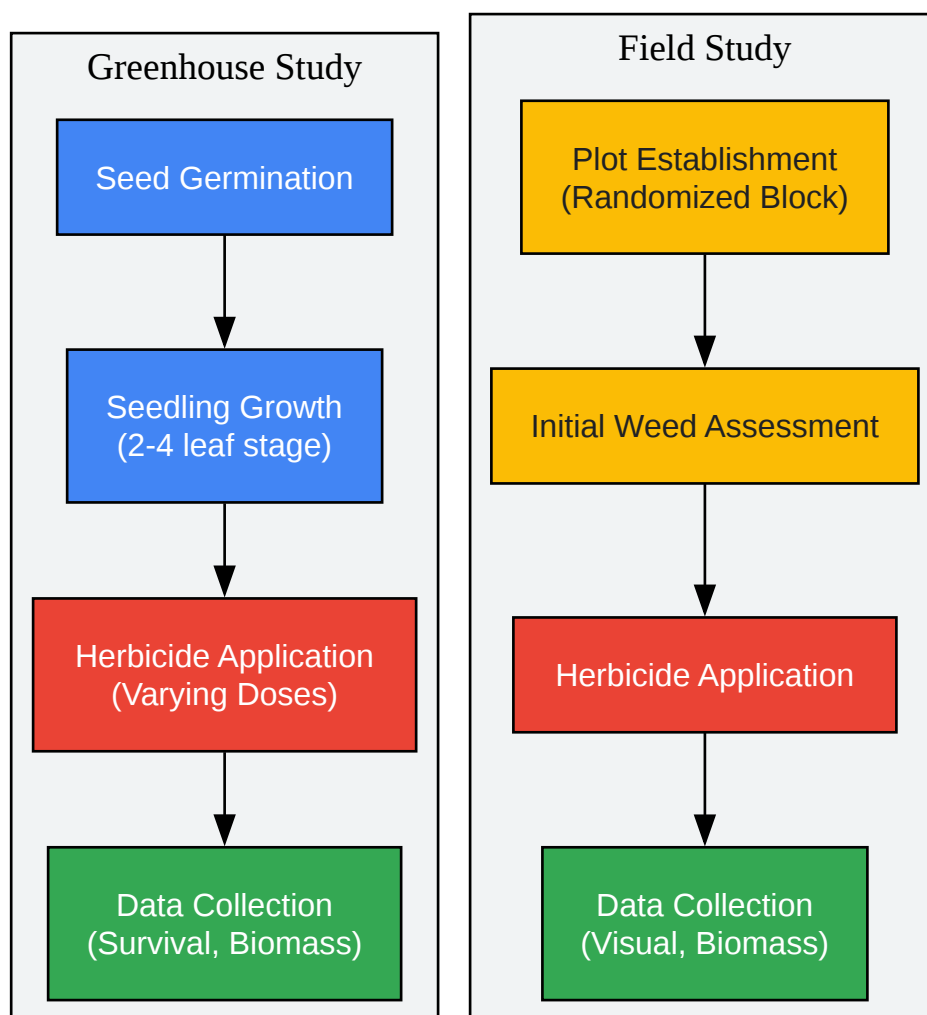 Greenhouse Study
Seed Germination
Seedling Growth
(2-4 leaf stage)
Herbicide Application
(Varying Doses)
Data Collection
(Survival, Biomass)
Field Study
Plot Establishment
(Randomized Block)
Initial Weed Assessment
Herbicide Application
Data Collection
(Visual, Biomass)